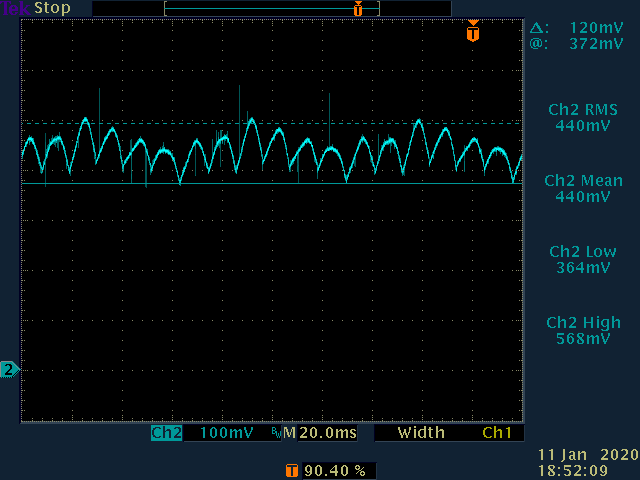 Tek Stop
T
T
Δ: 120mV
@: 372mV
Ch2 RMS
440mV
Ch2 Mean
440mV
Ch2 Low
364mV
Ch2 High
568mV
2
Ch2 100mV BW M 20.0ms Width Ch1
T 90.40 %
11 Jan 2020
18:52:09